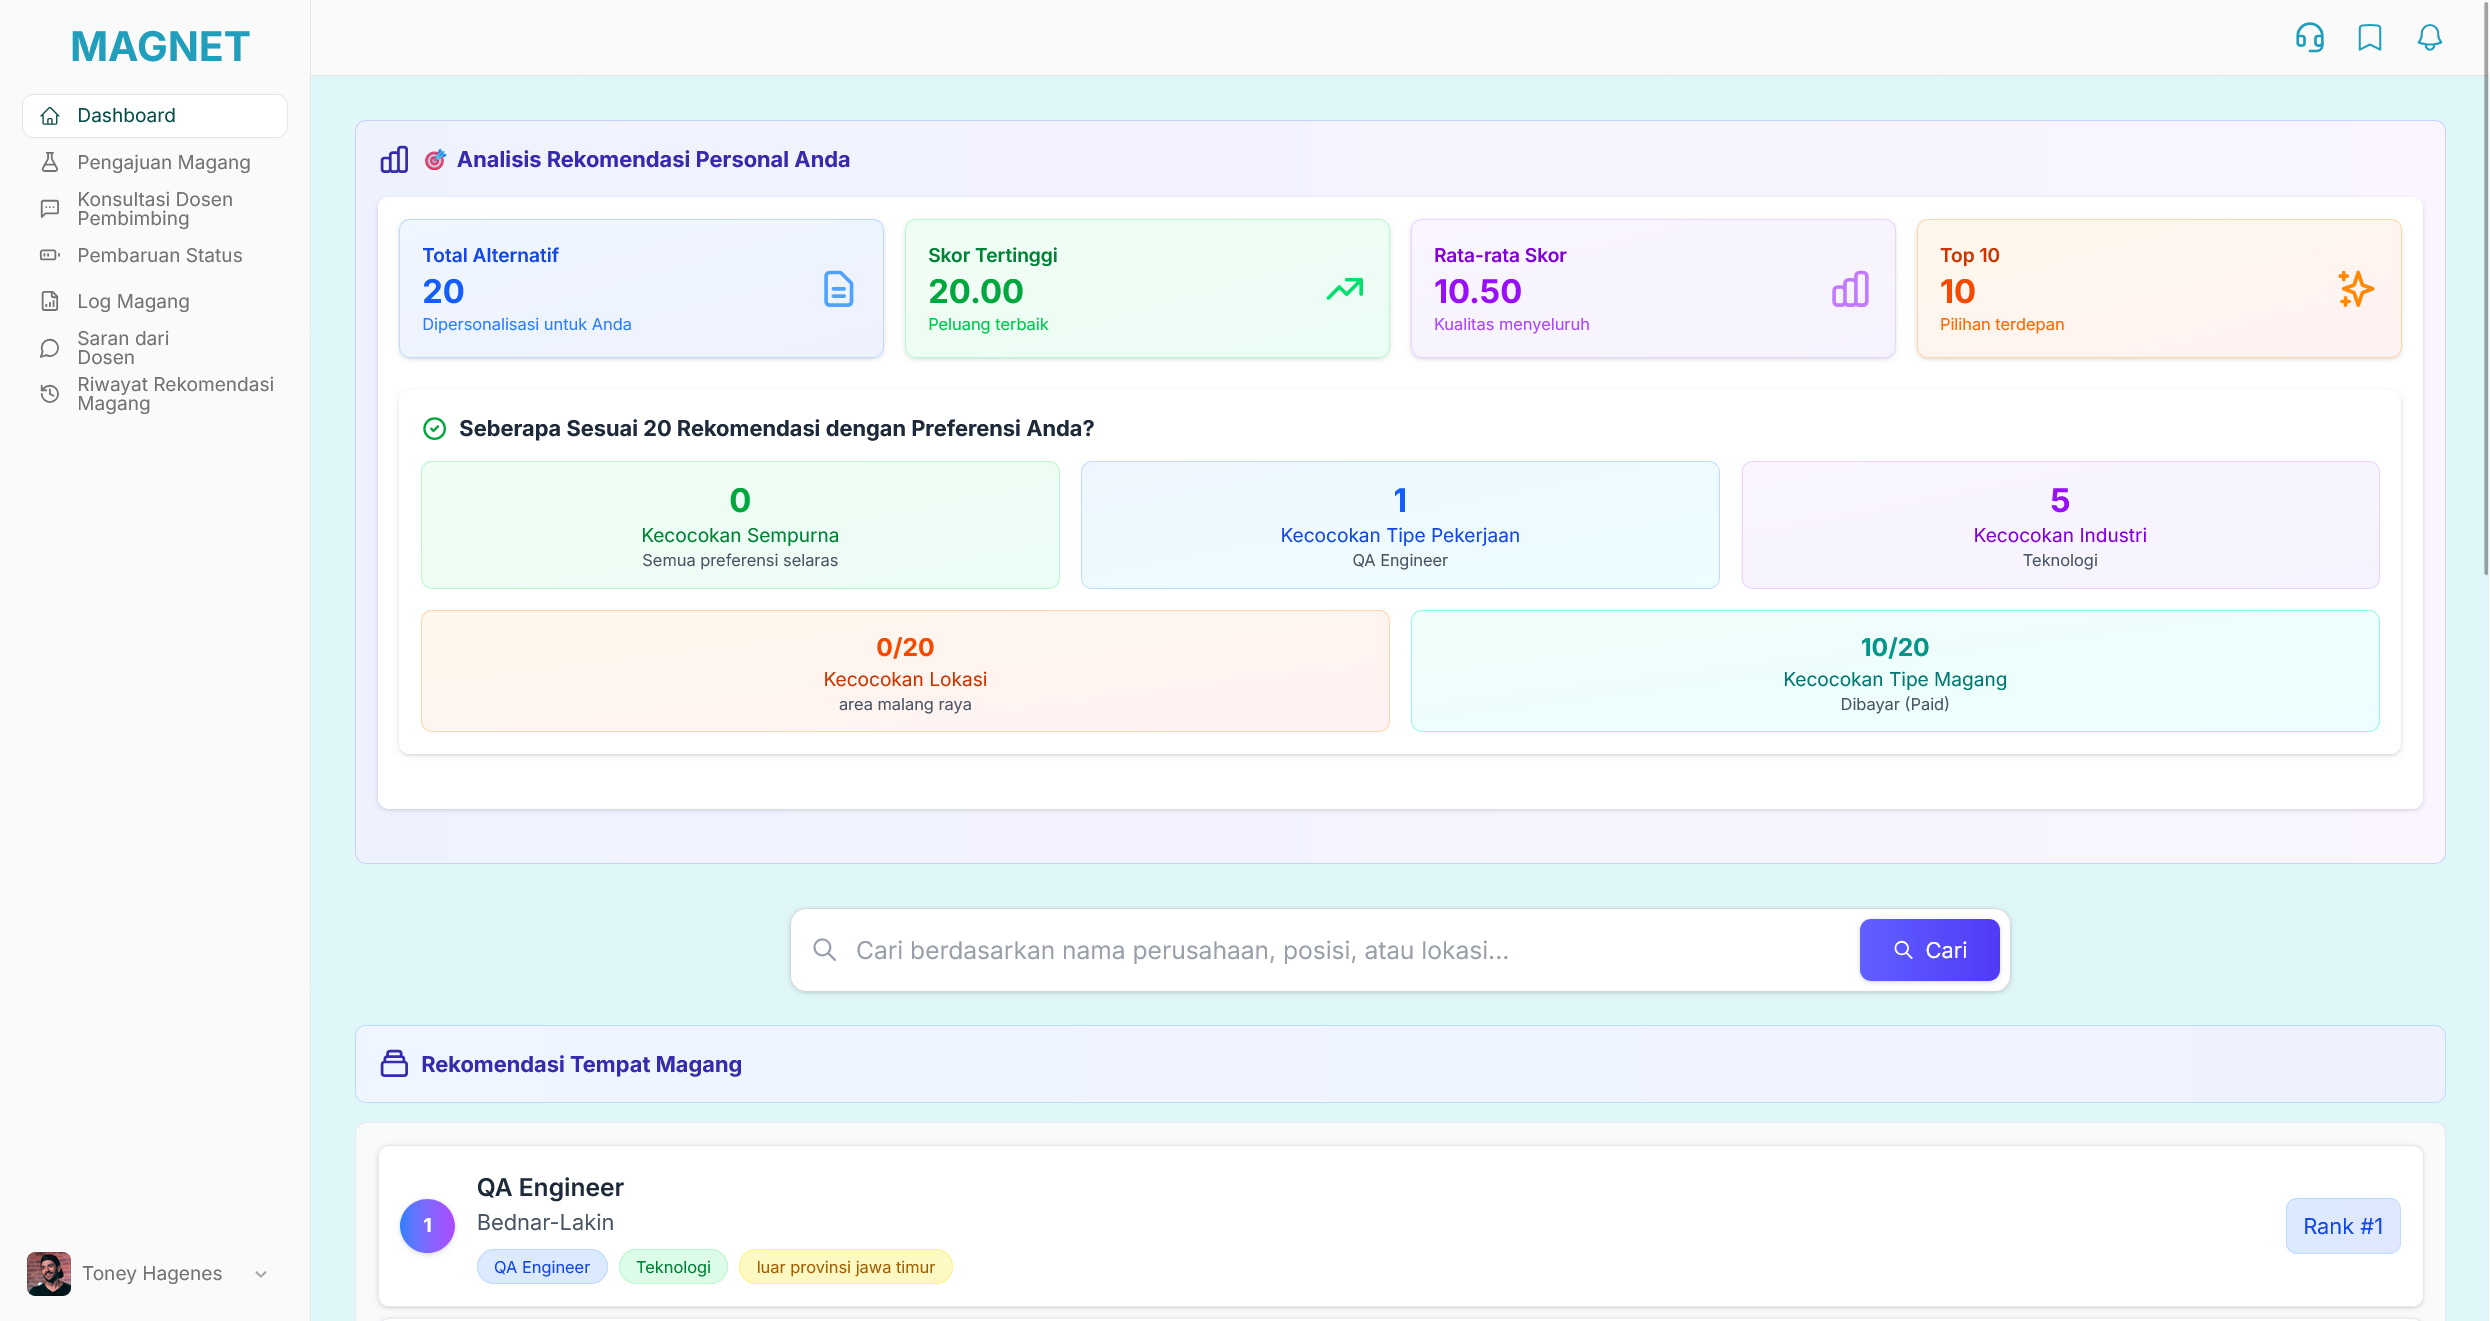 MAGNET
Dashboard
Pengajuan Magang
Konsultasi Dosen
Pembimbing
Pembaruan Status
Log Magang
Saran dari
Dosen
Riwayat Rekomendasi
Magang
Toney Hagenes
Analisis Rekomendasi Personal Anda
Total Alternatif
20
Dipersonalisasi untuk Anda
Skor Tertinggi
20.00
Peluang terbaik
Rata-rata Skor
10.50
Kualitas menyeluruh
Top 10
10
Pilihan terdepan
Seberapa Sesuai 20 Rekomendasi dengan Preferensi Anda?
0
Kecocokan Sempurna
Semua preferensi selaras
1
Kecocokan Tipe Pekerjaan
QA Engineer
5
Kecocokan Industri
Teknologi
0/20
Kecocokan Lokasi
area malang raya
10/20
Kecocokan Tipe Magang
Dibayar (Paid)
Cari berdasarkan nama perusahaan, posisi, atau lokasi...
Cari
Rekomendasi Tempat Magang
1
QA Engineer
Bednar-Lakin
QA Engineer
Teknologi
luar provinsi jawa timur
Rank #1